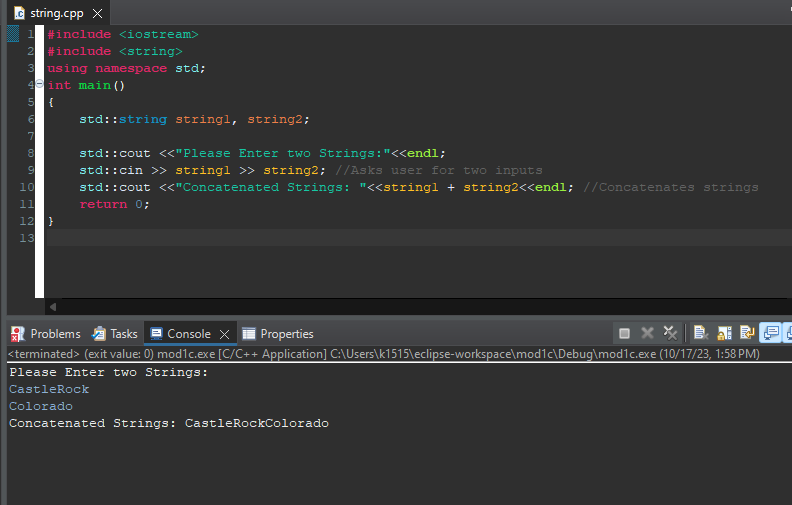 string.cpp
1 #include <iostream>
2 #include <string>
3 using namespace std;
4 int main()
5 {
6     std::string string1, string2;
7
8     std::cout <<"Please Enter two Strings:"<<endl;
9     std::cin >> string1 >> string2; //Asks user for two inputs
10     std::cout <<"Concatenated Strings: "<<string1 + string2<<endl; //Concatenates strings
11     return 0;
12 }
13
Problems Tasks Console Properties
<terminated> (exit value: 0) mod1c.exe [C/C++ Application] C:\Users\k1515\eclipse-workspace\mod1c\Debug\mod1c.exe (10/17/23, 1:58 PM)
Please Enter two Strings:
CastleRock
Colorado
Concatenated Strings: CastleRockColorado